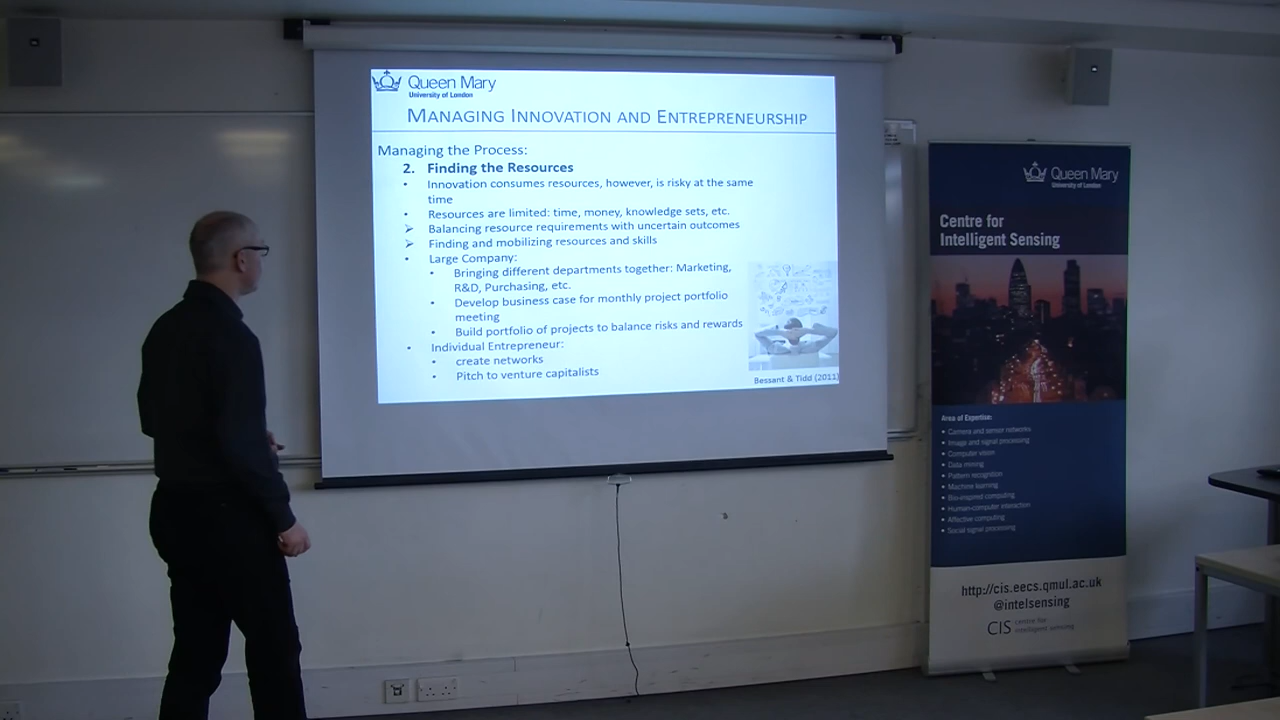 Queen Mary
University of London
MANAGING INNOVATION AND ENTREPRENEURSHIP
Managing the Process:
2. Finding the Resources
• Innovation consumes resources, however, is risky at the same
time
• Resources are limited: time, money, knowledge sets, etc.
➢ Balancing resource requirements with uncertain outcomes
➢ Finding and mobilizing resources and skills
• Large Company:
• Bringing different departments together: Marketing,
R&D, Purchasing, etc.
• Develop business case for monthly project portfolio
meeting
• Build portfolio of projects to balance risks and rewards
• Individual Entrepreneur:
• create networks
• Pitch to venture capitalists
Bessant & Tidd (2011)
Queen Mary
University of London
Centre for
Intelligent Sensing
Area of Expertise:
• Camera and sensor networks
• Image and signal processing
• Computer vision
• Data mining
• Pattern recognition
• Machine learning
• Bio-inspired computing
• Human-computer interaction
• Affective computing
• Social signal processing
http://cis.eecs.qmul.ac.uk
@intelsensing
CIS centre for
intelligent sensing